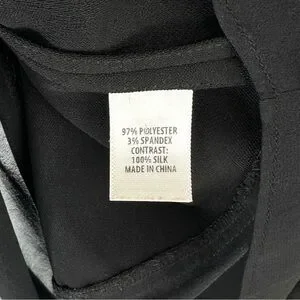 97% POLYESTER
3% SPANDEX
CONTRAST:
100% SILK
MADE IN CHINA